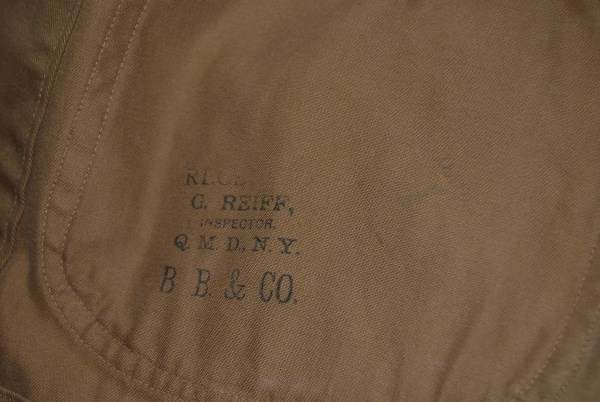 G. REIFF,
INSPECTOR.
Q. M. D., N. Y.
B. B. & CO.